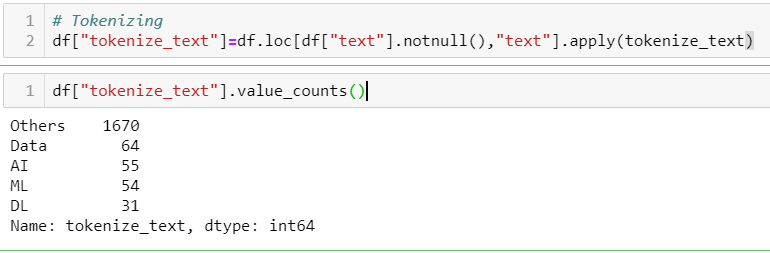 1 # Tokenizing
2 df["tokenize_text"]=df.loc[df["text"].notnull(),"text"].apply(tokenize_text)
1 df["tokenize_text"].value_counts()
Others    1670
Data        64
AI          55
ML          54
DL          31
Name: tokenize_text, dtype: int64